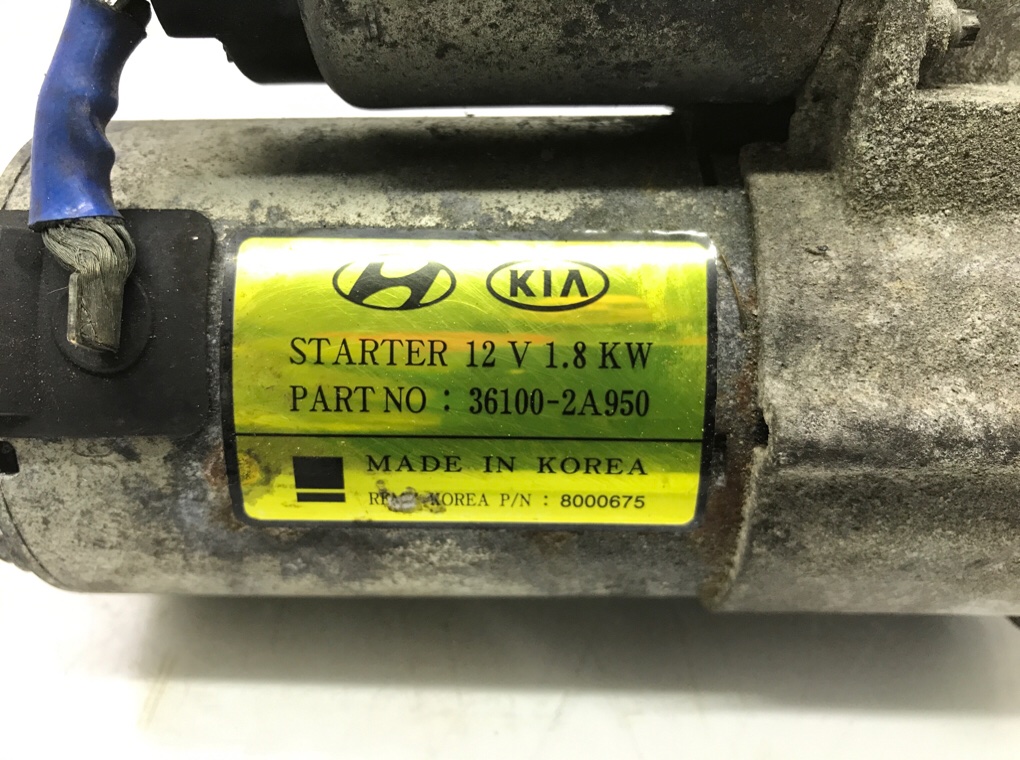 KIA
STARTER 12 V 1.8 KW
PART NO : 36100-2A950
MADE IN KOREA
KOREA P/N : 8000675